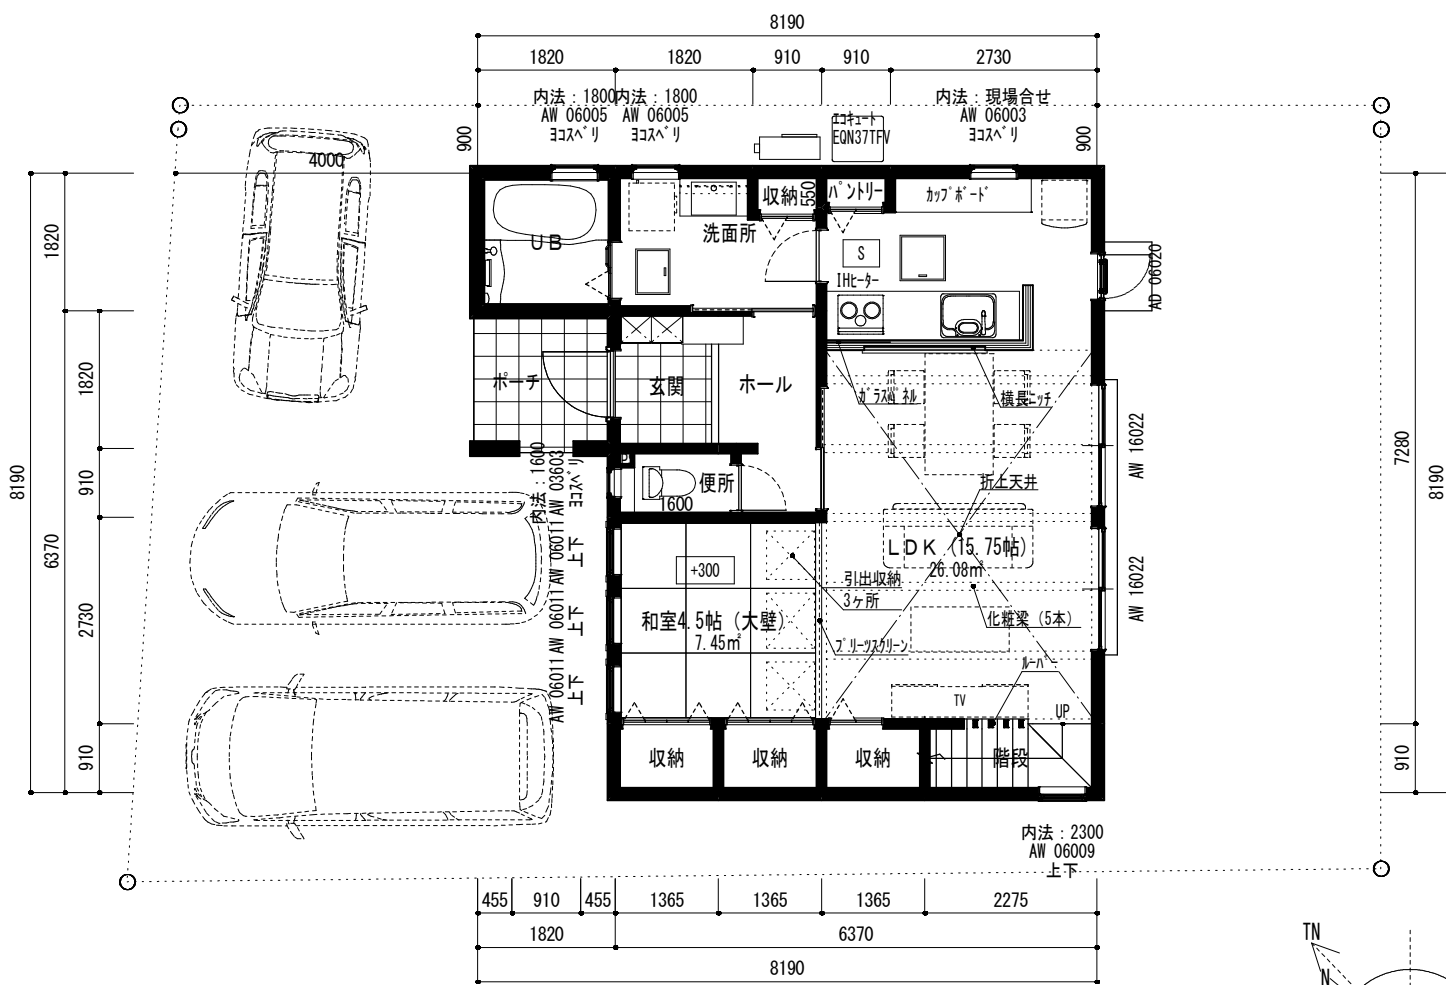 8190
1820
1820
910
910
2730
内法：1800
AW 06005
ﾖｺｽﾍﾞﾘ
内法：1800
AW 06005
ﾖｺｽﾍﾞﾘ
内法：現場合せ
AW 06003
ﾖｺｽﾍﾞﾘ
ｴｺｷｭｰﾄ
EQN37TFV
900
900
4000
収納
550
ﾊﾟﾝﾄﾘｰ
ｶｯﾌﾟﾎﾞｰﾄﾞ
UB
洗面所
S
IHﾋｰﾀｰ
AD 06020
ポーチ
玄関
ホール
ｶﾞﾗｽﾊﾟﾈﾙ
横長ﾆｯﾁ
AW 16022
内法：1600
AW 03603
ﾖｺｽﾍﾞﾘ
便所
1600
折上天井
LDK（15.75帖）
26.08㎡
+300
引出収納
3ヶ所
和室4.5帖（大壁）
7.45㎡
ﾌﾟﾘｰﾂｽｸﾘｰﾝ
化粧梁（5本）
AW 16022
AW 06011
上下
AW 06011
上下
AW 06011
上下
ﾙｰﾊﾞｰ
TV
UP
収納
収納
収納
階段
内法：2300
AW 06009
上下
8190
1820
6370
1820
910
2730
910
7280
910
8190
455
910
455
1365
1365
1365
2275
1820
6370
8190
TN
N